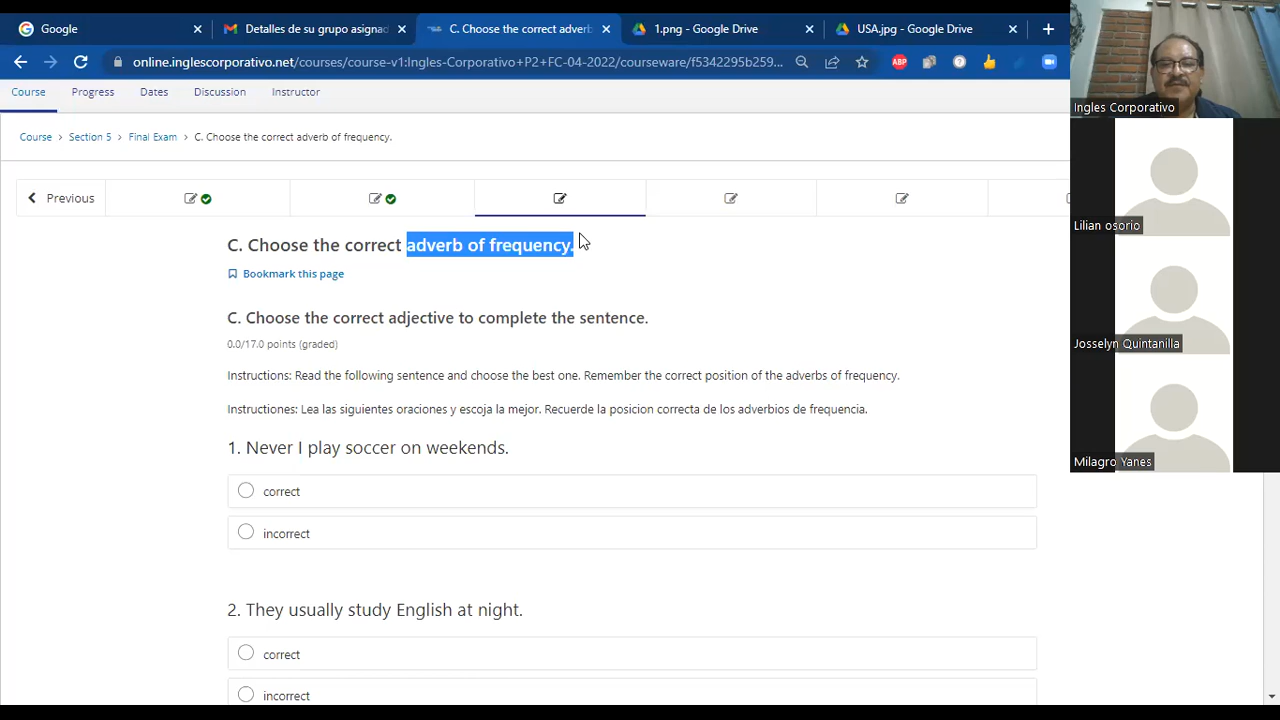 Google
Detalles de su grupo asignad
C. Choose the correct adverb
1.png - Google Drive
USA.jpg - Google Drive
online.inglescorporativo.net/courses/course-v1:Ingles-Corporativo+P2+FC-04-2022/courseware/f5342295b259...
ABP
Course
Progress
Dates
Discussion
Instructor
Ingles Corporativo
Course > Section 5 > Final Exam > C. Choose the correct adverb of frequency.
Previous
Lilian osorio
C. Choose the correct adverb of frequency.
Bookmark this page
C. Choose the correct adjective to complete the sentence.
0.0/17.0 points (graded)
Josselyn Quintanilla
Instructions: Read the following sentence and choose the best one. Remember the correct position of the adverbs of frequency.
Instructiones: Lea las siguientes oraciones y escoja la mejor. Recuerde la posicion correcta de los adverbios de frecuencia.
1. Never I play soccer on weekends.
Milagro Yanes
correct
incorrect
2. They usually study English at night.
correct
incorrect